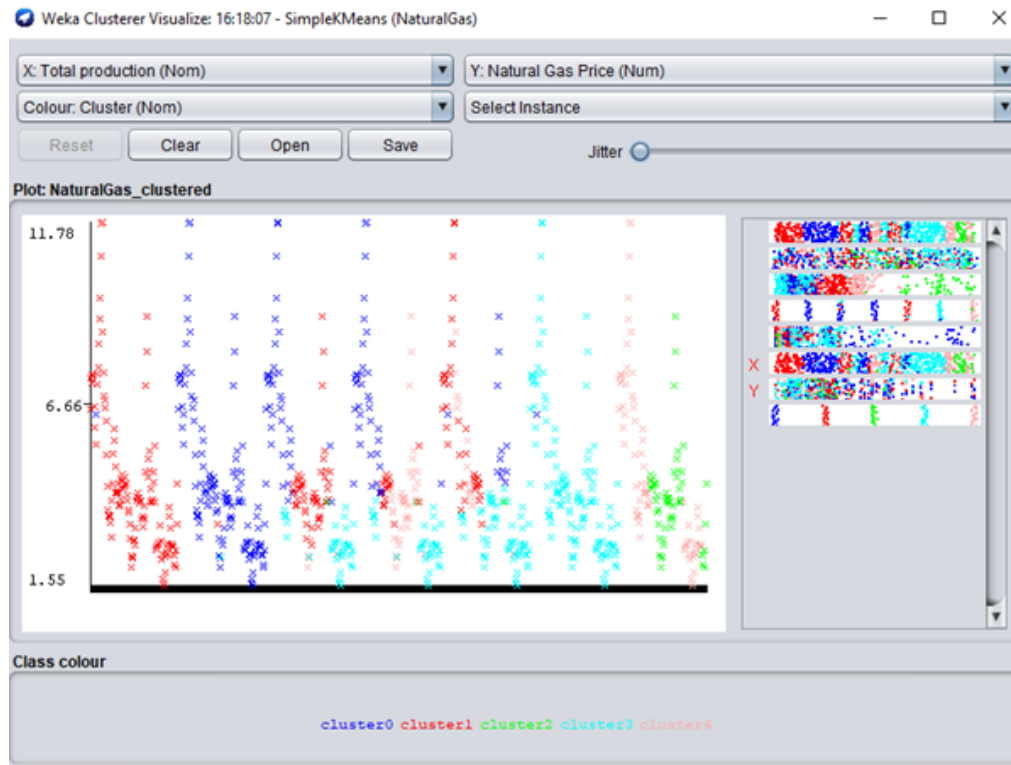 Weka Clusterer Visualize: 16:18:07 - SimpleKMeans (NaturalGas)
X: Total production (Nom)
Y: Natural Gas Price (Num)
Colour: Cluster (Nom)
Select Instance
Reset
Clear
Open
Save
Jitter
Plot: NaturalGas_clustered
11.78
6.66
1.55
X
Y
Class colour
cluster0 cluster1 cluster2 cluster3 cluster4